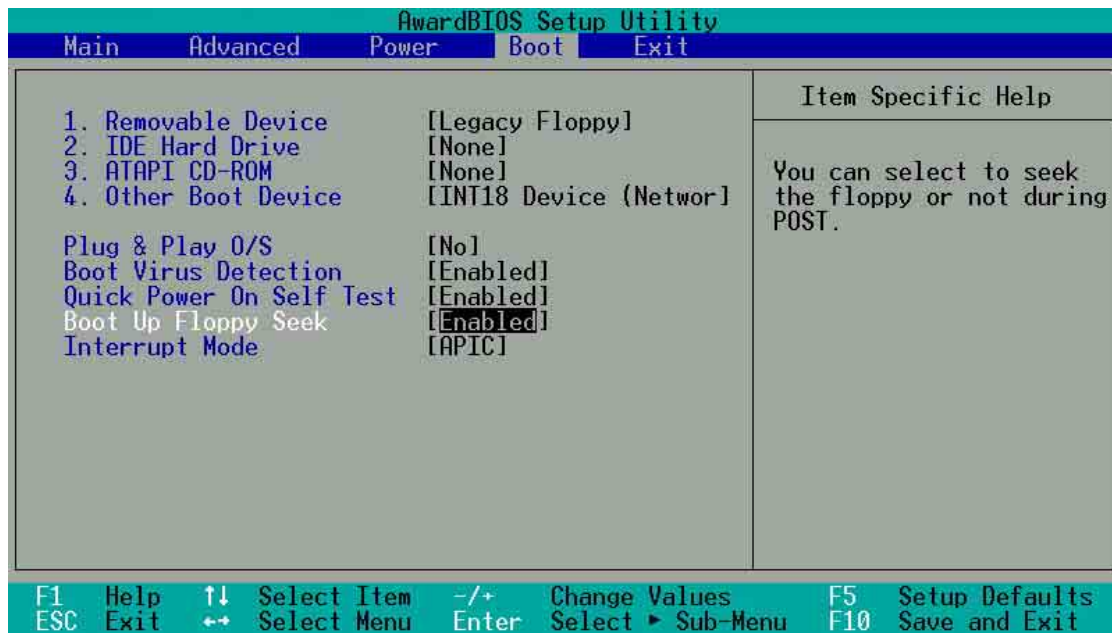 AwardBIOS Setup Utility
Main Advanced Power Boot Exit
1. Removable Device [Legacy Floppy]
2. IDE Hard Drive [None]
3. ATAPI CD-ROM [None]
4. Other Boot Device [INT18 Device (Networ]
Plug & Play O/S [No]
Boot Virus Detection [Enabled]
Quick Power On Self Test [Enabled]
Boot Up Floppy Seek [Enabled]
Interrupt Mode [APIC]
Item Specific Help
You can select to seek
the floppy or not during
POST.
F1 Help ↑↓ Select Item -/+ Change Values F5 Setup Defaults
ESC Exit ←→ Select Menu Enter Select ► Sub-Menu F10 Save and Exit